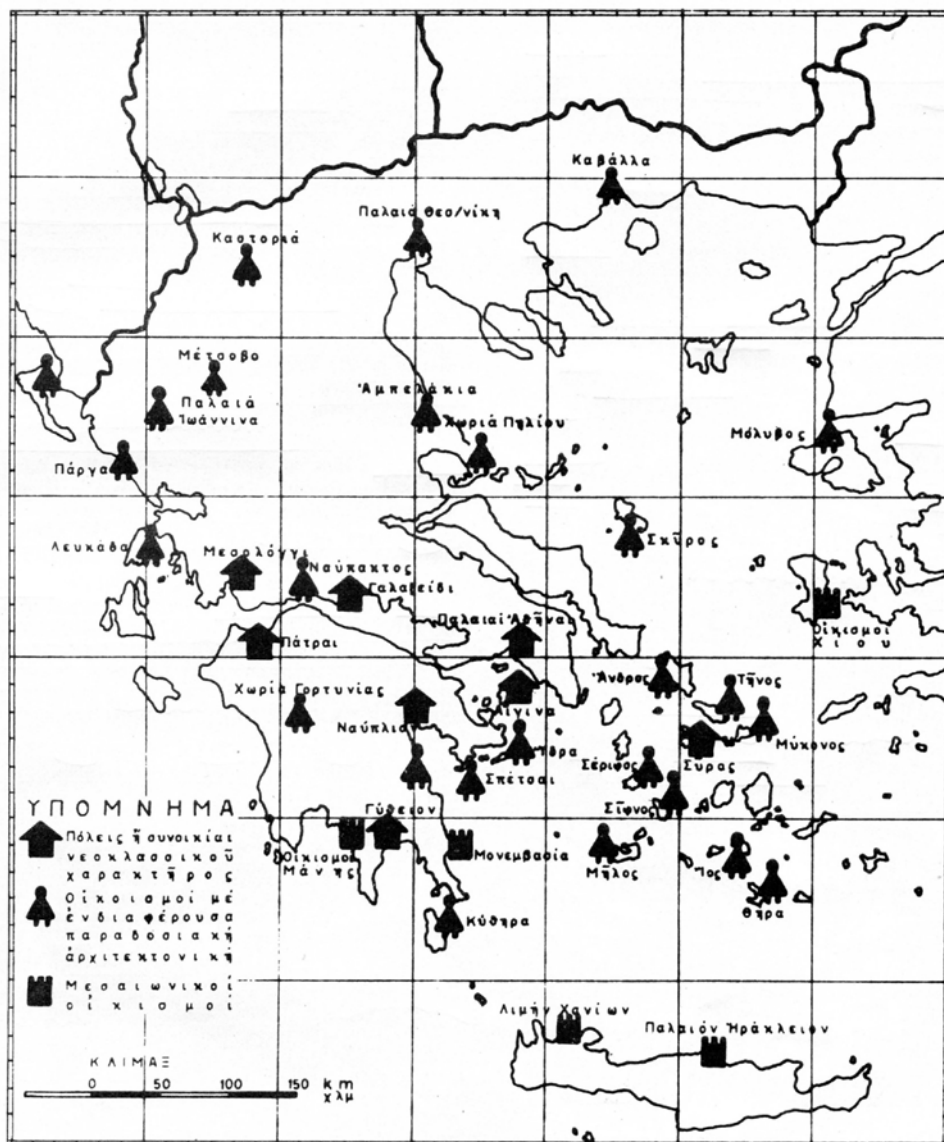 Καβάλλα
Παλαιά Θεσ/νίκη
Καστοριά
Μέτσοβο
Παλαιά
Ἰωάννινα
Ἀμπελάκια
Χωριά Πηλίου
Μόλυβος
Πάργα
Σκῦρος
Λευκάδα
Μεσολόγγι
Ναύπακτος
Γαλαξείδι
Παλαιαί Ἀθῆναι
Οἰκισμοί
Χίου
Πάτραι
Ἄνδρος
Τῆνος
Χωρία Γορτυνίας
Αἴγινα
Ναύπλιο
Ὕδρα
Μύκονος
Σύρος
Σέριφος
Σπέτσαι
Σίφνος
ΥΠΟΜΝΗΜΑ
Πόλεις ἤ συνοικίαι
νεοκλασσικοῦ
χαρακτῆρος
Οἰκισμοί μέ
ἐνδιαφέρουσα
παραδοσιακή
ἀρχιτεκτονική
Μεσαιωνικοί
οἰκισμοί
Γύθειον
Οἰκισμοί
Μάνης
Μονεμβασία
Μῆλος
Ἴος
Θήρα
Κύθηρα
Λιμήν Χανίων
Παλαιόν Ἡράκλειον
ΚΛΙΜΑΞ
0 50 100 150 km
χλμ